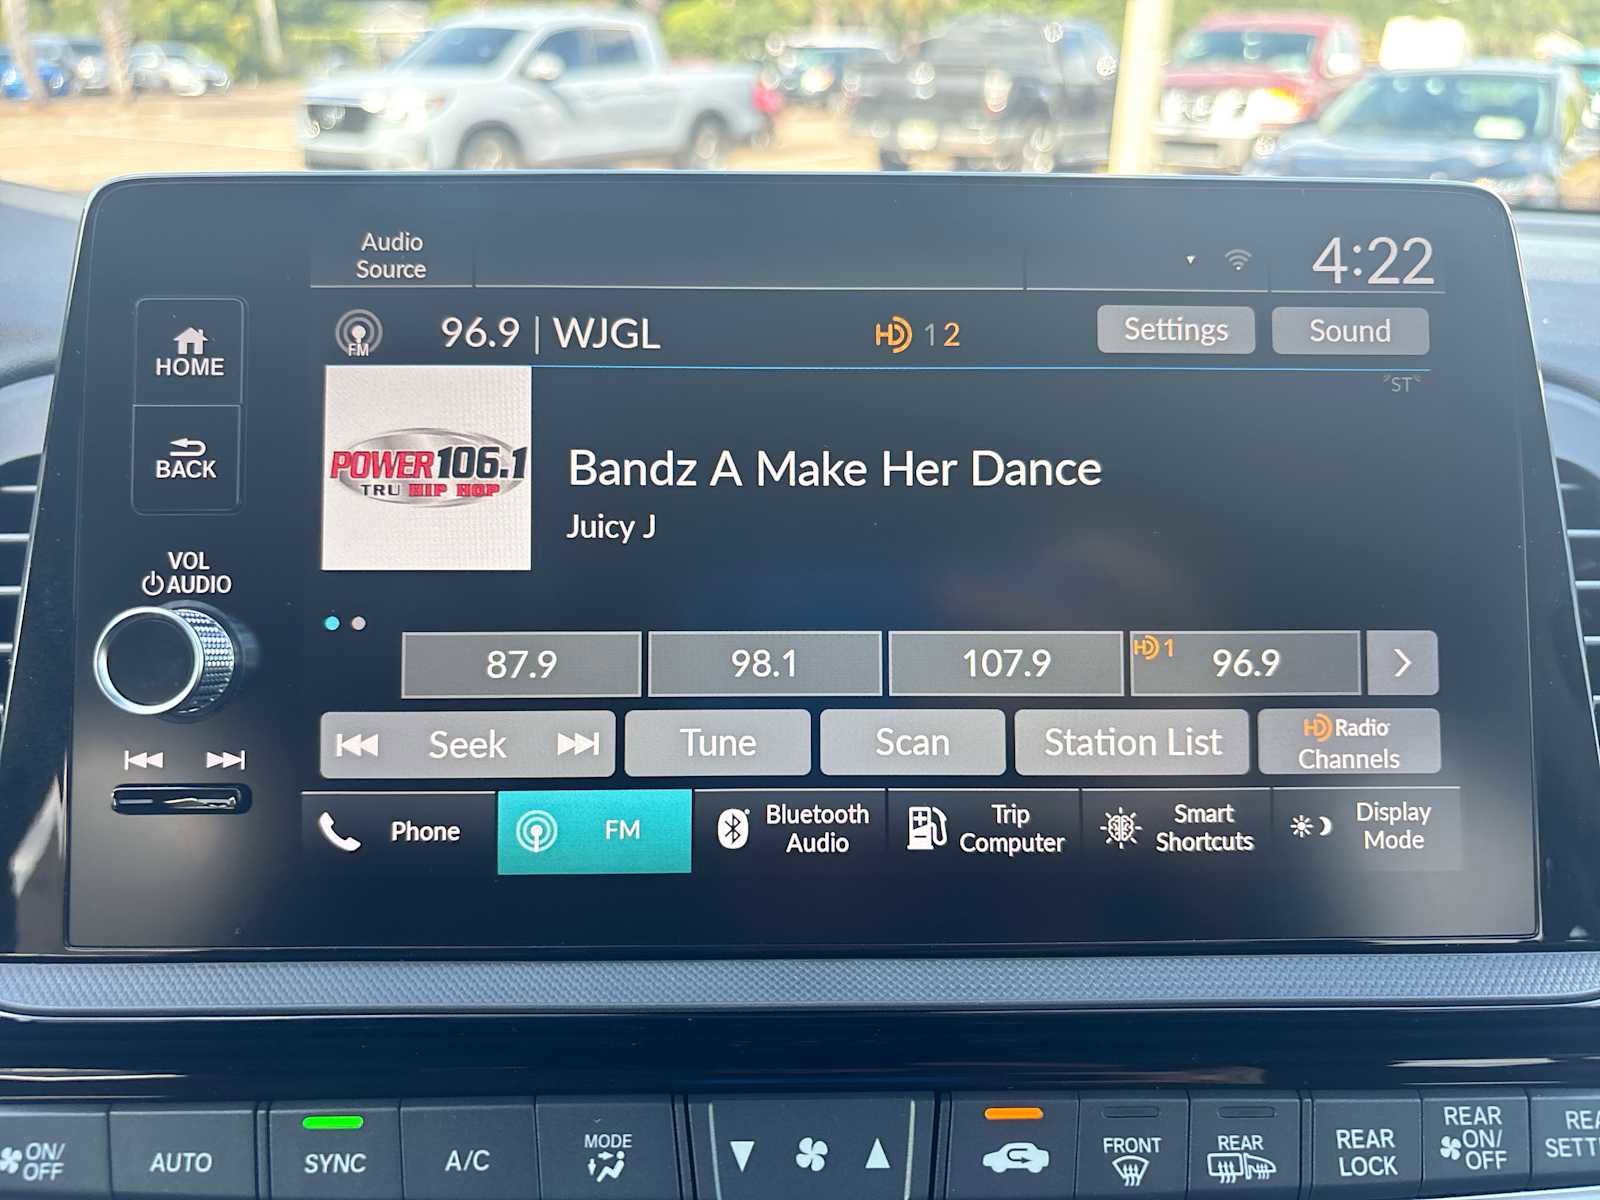 Audio
Source
4:22
FM
96.9 | WJGL
HD 1 2
Settings
Sound
HOME
"ST"
POWER 106.1
TRU HIP HOP
Bandz A Make Her Dance
Juicy J
BACK
VOL
AUDIO
87.9
98.1
107.9
HD 1
96.9
Seek
Tune
Scan
Station List
HD Radio
Channels
Phone
FM
Bluetooth
Audio
Trip
Computer
Smart
Shortcuts
Display
Mode
ON/
OFF
AUTO
SYNC
A/C
MODE
FRONT
REAR
REAR
LOCK
REAR
ON/
OFF